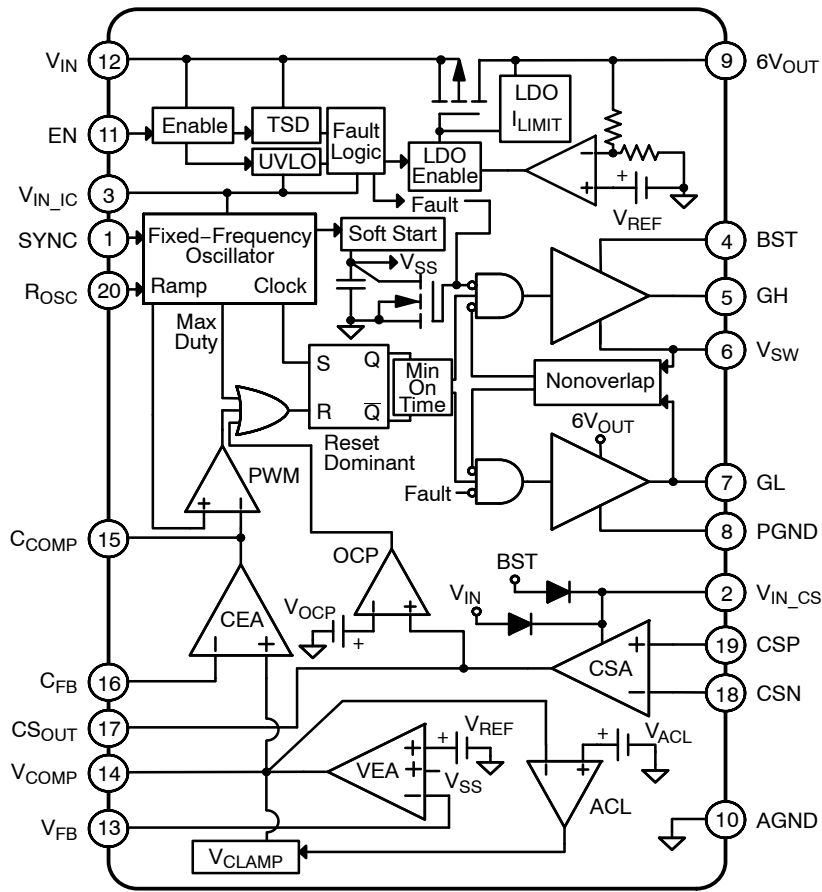 V_IN 12
9 6V_OUT
LDO
I_LIMIT
EN 11
Enable
TSD
UVLO
Fault
Logic
LDO
Enable
−
+
+
V_REF
V_IN_IC 3
Fault
SYNC 1
Fixed−Frequency
Oscillator
Ramp Clock
Soft Start
V_SS
4 BST
R_OSC 20
5 GH
Max
Duty
6 V_SW
S Q
R Q̅
Min
On
Time
Nonoverlap
Reset
Dominant
6V_OUT
PWM
+ −
Fault
7 GL
8 PGND
C_COMP 15
OCP
− +
V_OCP
+
BST
V_IN
2 V_IN_CS
CEA
− +
CSA
+
−
19 CSP
18 CSN
C_FB 16
CS_OUT 17
V_COMP 14
VEA
+
+
−
+
V_REF
V_SS
+
V_ACL
− +
ACL
V_FB 13
V_CLAMP
10 AGND